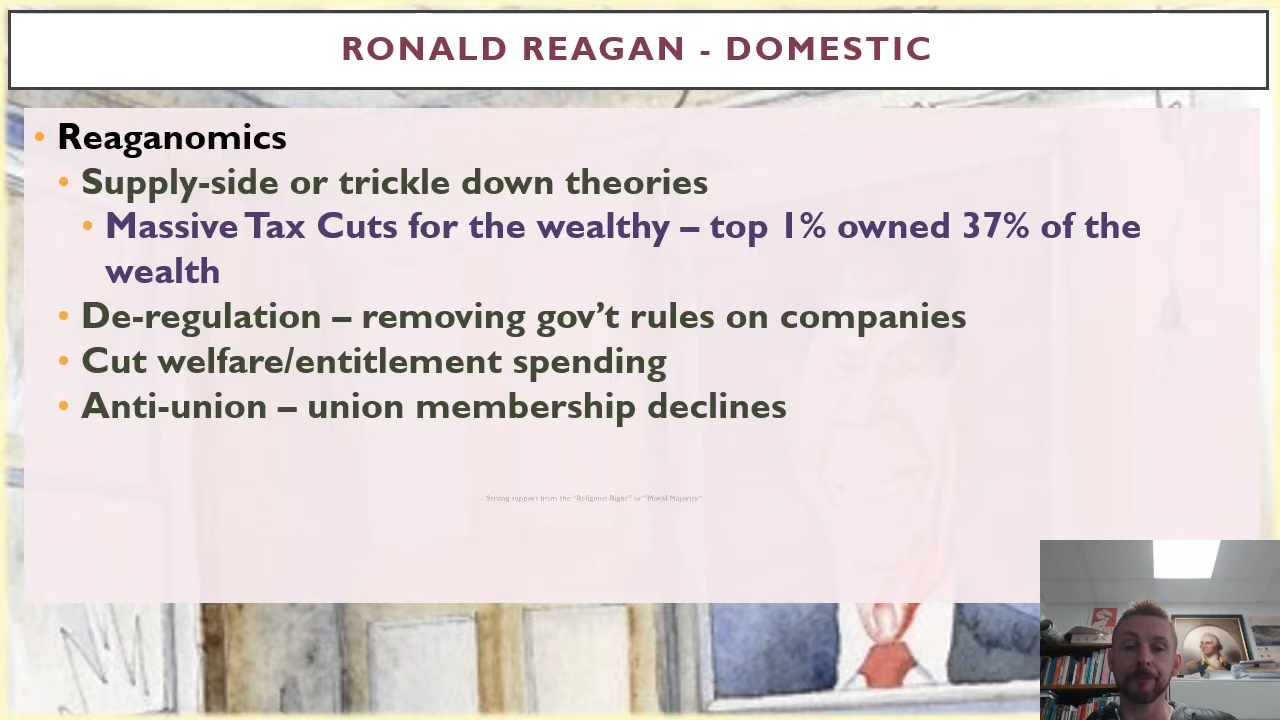 RONALD REAGAN - DOMESTIC
• Reaganomics
• Supply-side or trickle down theories
• Massive Tax Cuts for the wealthy – top 1% owned 37% of the
wealth
• De-regulation – removing gov’t rules on companies
• Cut welfare/entitlement spending
• Anti-union – union membership declines
Strong support from the “Religious Right” or “Moral Majority”